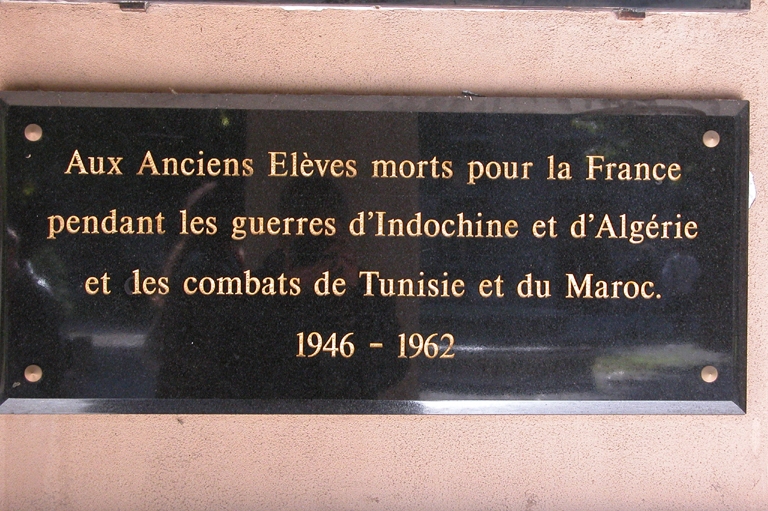 Aux Anciens Elèves morts pour la France
pendant les guerres d'Indochine et d'Algérie
et les combats de Tunisie et du Maroc.
1946 - 1962